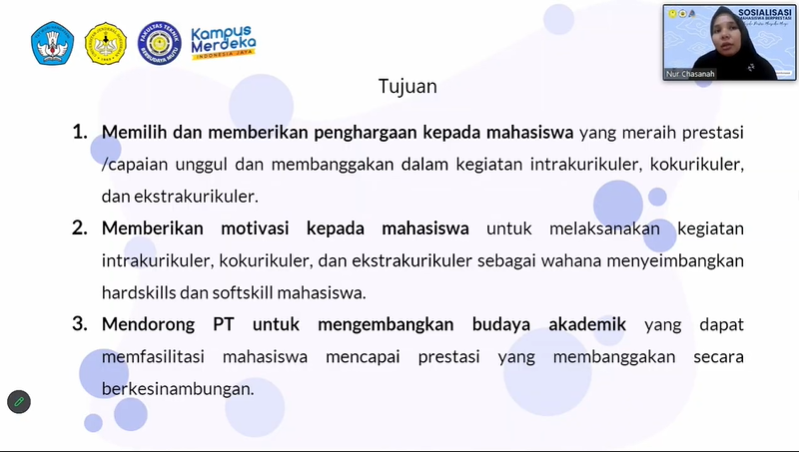 Kampus
Merdeka
INDONESIA JAYA
SOSIALISASI
MAHASISWA BERPRESTASI
Nur Chasanah
Tujuan
1. Memilih dan memberikan penghargaan kepada mahasiswa yang meraih prestasi
/capaian unggul dan membanggakan dalam kegiatan intrakurikuler, kokurikuler,
dan ekstrakurikuler.
2. Memberikan motivasi kepada mahasiswa untuk melaksanakan kegiatan
intrakurikuler, kokurikuler, dan ekstrakurikuler sebagai wahana menyeimbangkan
hardskills dan softskill mahasiswa.
3. Mendorong PT untuk mengembangkan budaya akademik yang dapat
memfasilitasi mahasiswa mencapai prestasi yang membanggakan secara
berkesinambungan.